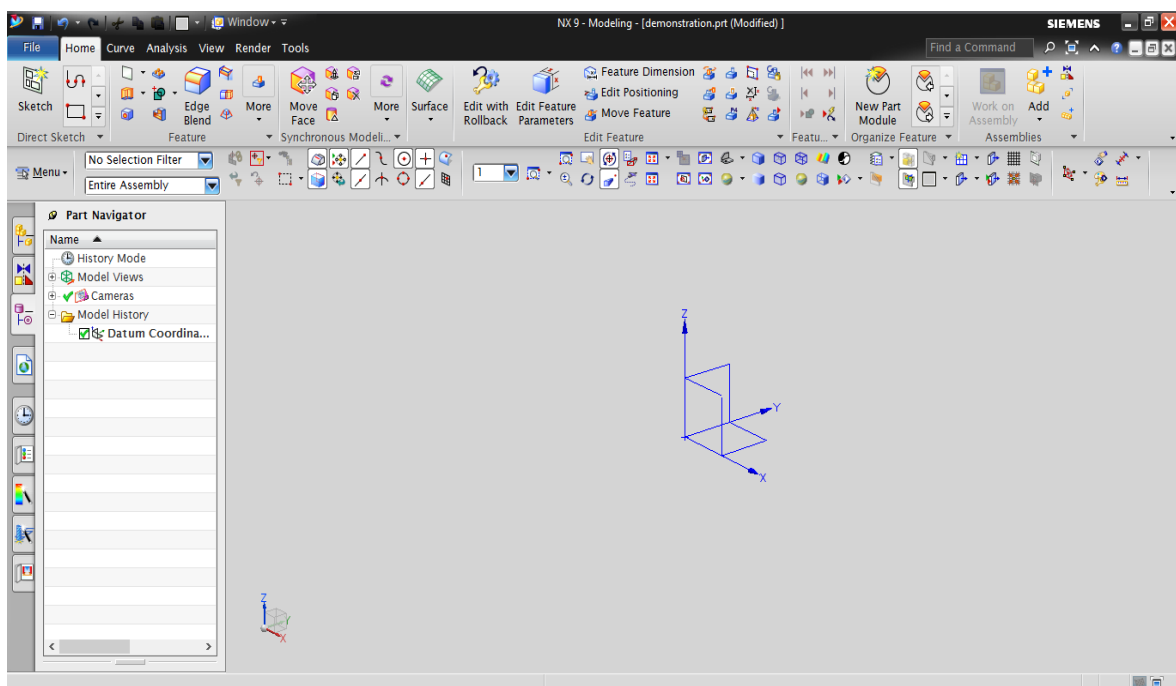 Window
NX 9 - Modeling - [demonstration.prt (Modified) ]
SIEMENS
File Home Curve Analysis View Render Tools
Find a Command
Sketch
Edge Blend
More
Move Face
More
Surface
Edit with Rollback
Edit Feature Parameters
Feature Dimension
Edit Positioning
Move Feature
New Part Module
Work on Assembly
Add
Direct Sketch
Feature
Synchronous Modeli...
Edit Feature
Featu...
Organize Feature
Assemblies
Menu
No Selection Filter
Entire Assembly
1
Part Navigator
Name
History Mode
Model Views
Cameras
Model History
Datum Coordina...
Z
Y
X
Z
Y
X